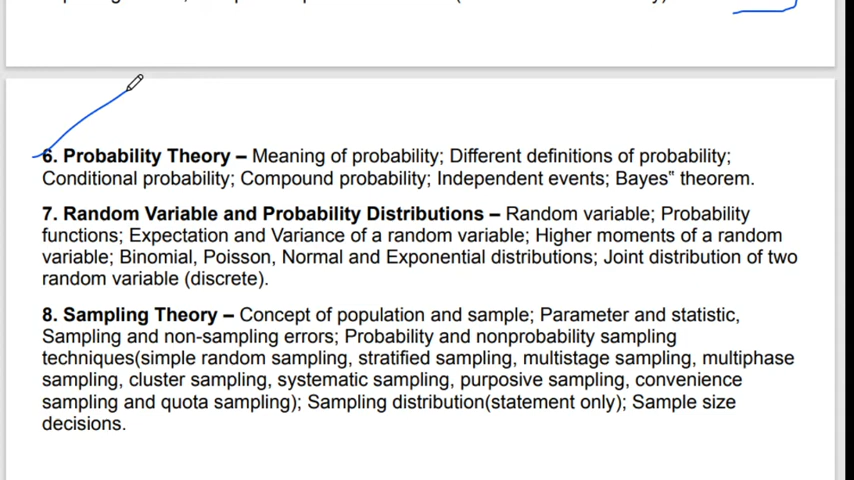 6. Probability Theory – Meaning of probability; Different definitions of probability;
Conditional probability; Compound probability; Independent events; Bayes‟ theorem.
7. Random Variable and Probability Distributions – Random variable; Probability
functions; Expectation and Variance of a random variable; Higher moments of a random
variable; Binomial, Poisson, Normal and Exponential distributions; Joint distribution of two
random variable (discrete).
8. Sampling Theory – Concept of population and sample; Parameter and statistic,
Sampling and non-sampling errors; Probability and nonprobability sampling
techniques(simple random sampling, stratified sampling, multistage sampling, multiphase
sampling, cluster sampling, systematic sampling, purposive sampling, convenience
sampling and quota sampling); Sampling distribution(statement only); Sample size
decisions.